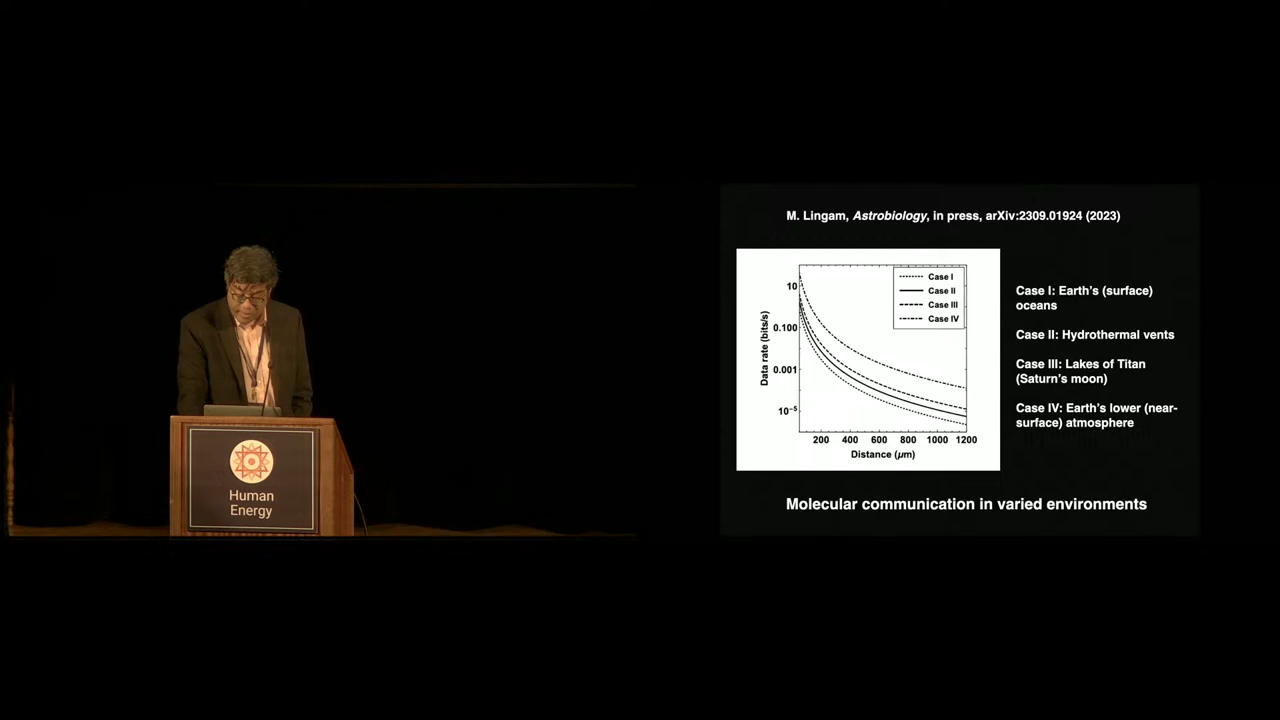 Human
Energy
M. Lingam, Astrobiology, in press, arXiv:2309.01924 (2023)
Case I
Case II
Case III
Case IV
10
0.100
0.001
10⁻⁵
Data rate (bits/s)
200 400 600 800 1000 1200
Distance (μm)
Case I: Earth's (surface)
oceans
Case II: Hydrothermal vents
Case III: Lakes of Titan
(Saturn's moon)
Case IV: Earth's lower (near-
surface) atmosphere
Molecular communication in varied environments